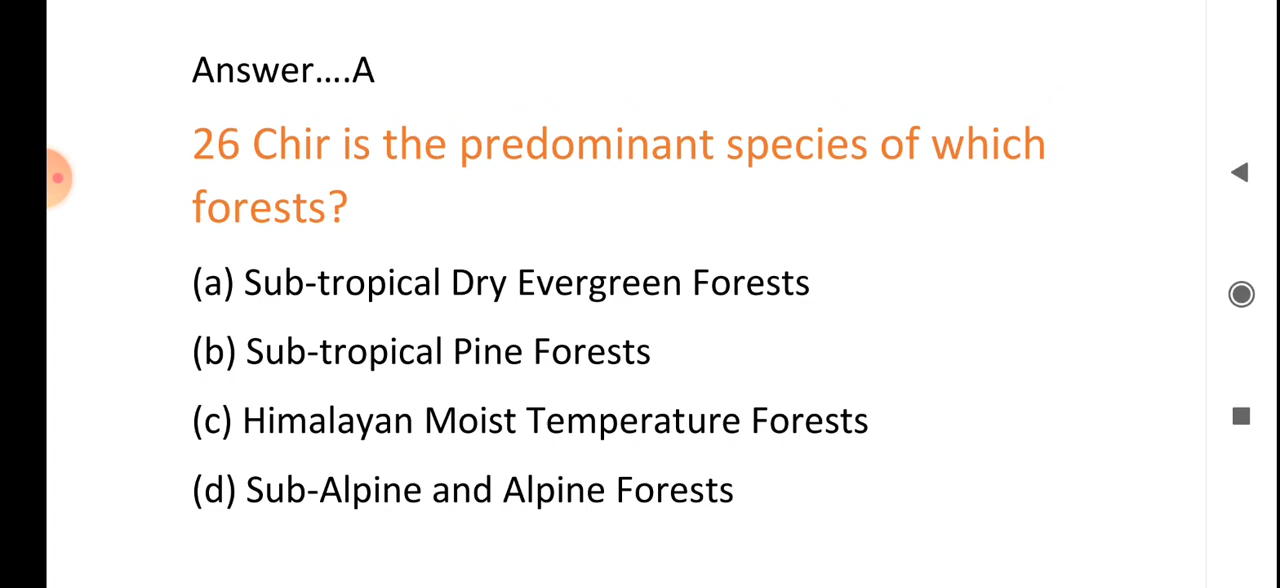 Answer....A
26 Chir is the predominant species of which
forests?
(a) Sub-tropical Dry Evergreen Forests
(b) Sub-tropical Pine Forests
(c) Himalayan Moist Temperature Forests
(d) Sub-Alpine and Alpine Forests